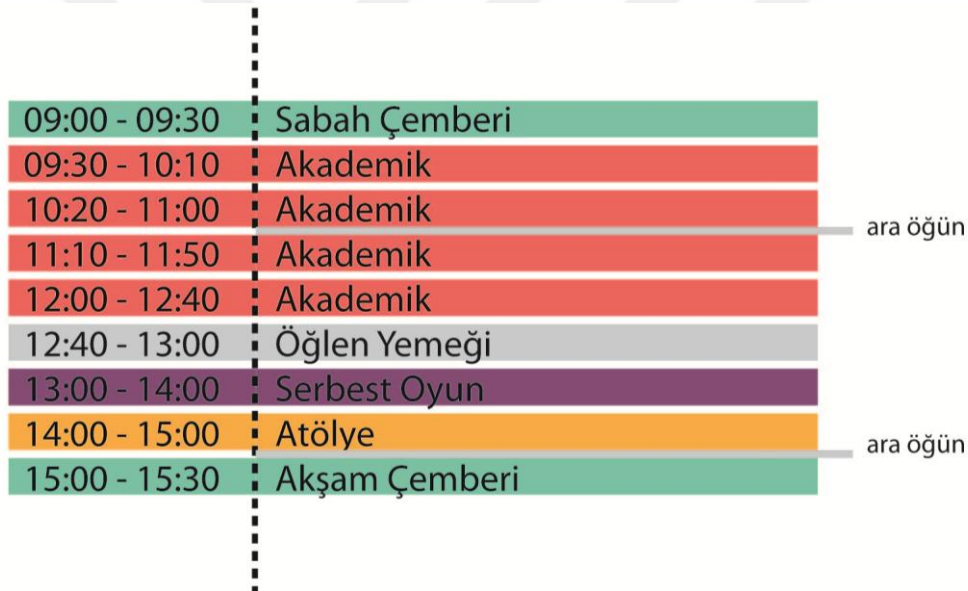 09:00 - 09:30 Sabah Çemberi
09:30 - 10:10 Akademik
10:20 - 11:00 Akademik
ara öğün
11:10 - 11:50 Akademik
12:00 - 12:40 Akademik
12:40 - 13:00 Öğlen Yemeği
13:00 - 14:00 Serbest Oyun
14:00 - 15:00 Atölye
ara öğün
15:00 - 15:30 Akşam Çemberi